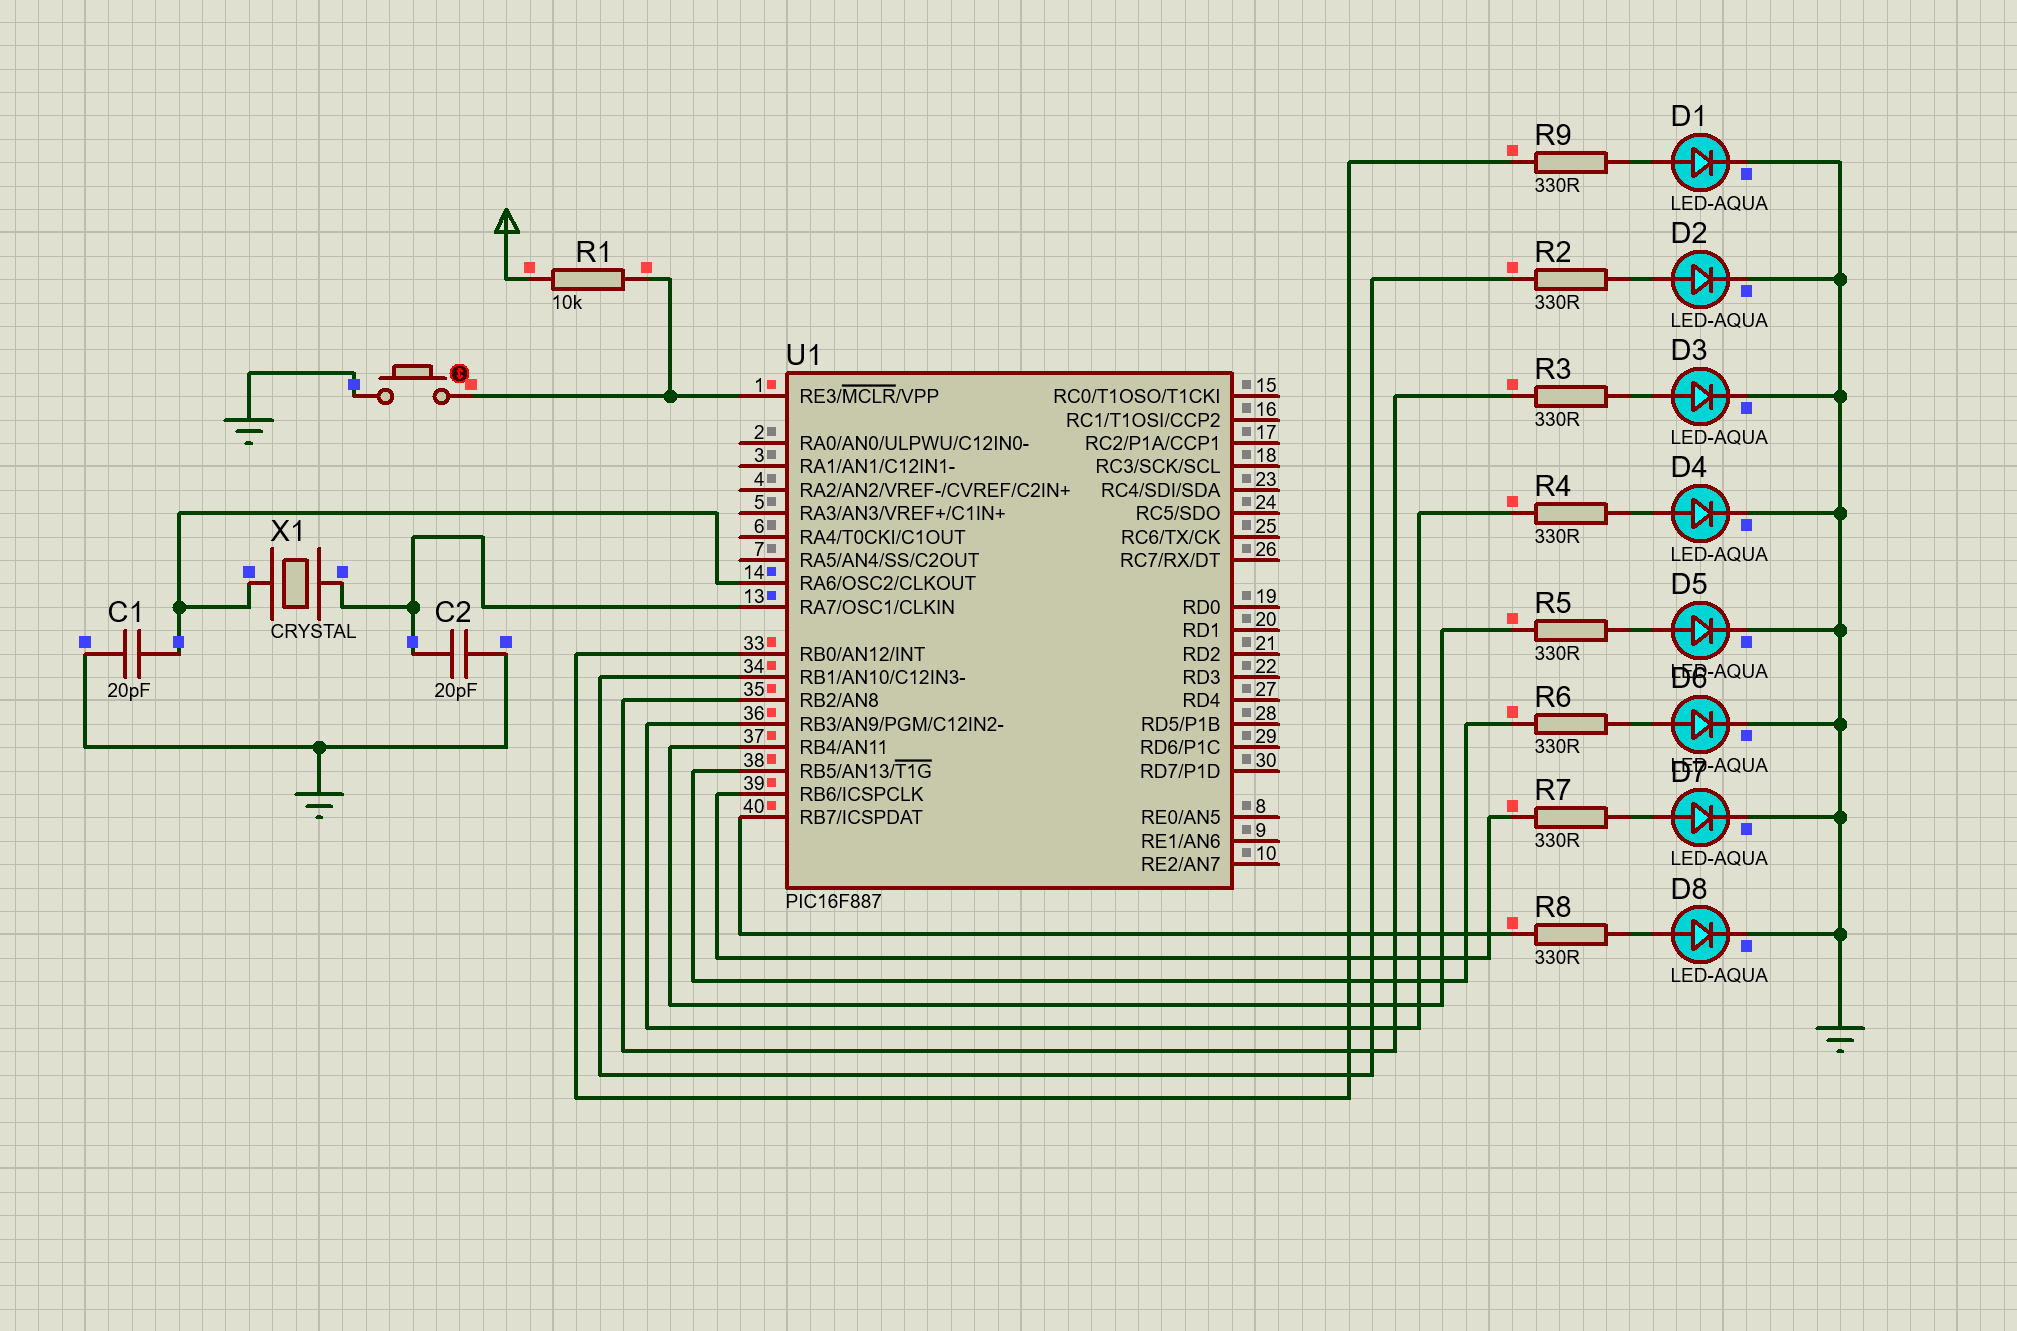 R1
10k
U1
1
RE3/MCLR/VPP
2
RA0/AN0/ULPWU/C12IN0-
3
RA1/AN1/C12IN1-
4
RA2/AN2/VREF-/CVREF/C2IN+
5
RA3/AN3/VREF+/C1IN+
6
RA4/T0CKI/C1OUT
7
RA5/AN4/SS/C2OUT
14
RA6/OSC2/CLKOUT
13
RA7/OSC1/CLKIN
33
RB0/AN12/INT
34
RB1/AN10/C12IN3-
35
RB2/AN8
36
RB3/AN9/PGM/C12IN2-
37
RB4/AN11
38
RB5/AN13/T1G
39
RB6/ICSPCLK
40
RB7/ICSPDAT
15
RC0/T1OSO/T1CKI
16
RC1/T1OSI/CCP2
17
RC2/P1A/CCP1
18
RC3/SCK/SCL
23
RC4/SDI/SDA
24
RC5/SDO
25
RC6/TX/CK
26
RC7/RX/DT
19
RD0
20
RD1
21
RD2
22
RD3
27
RD4
28
RD5/P1B
29
RD6/P1C
30
RD7/P1D
8
RE0/AN5
9
RE1/AN6
10
RE2/AN7
PIC16F887
X1
CRYSTAL
C1
20pF
C2
20pF
R9
330R
D1
LED-AQUA
R2
330R
D2
LED-AQUA
R3
330R
D3
LED-AQUA
R4
330R
D4
LED-AQUA
R5
330R
D5
LED-AQUA
R6
330R
D6
LED-AQUA
R7
330R
D7
LED-AQUA
R8
330R
D8
LED-AQUA